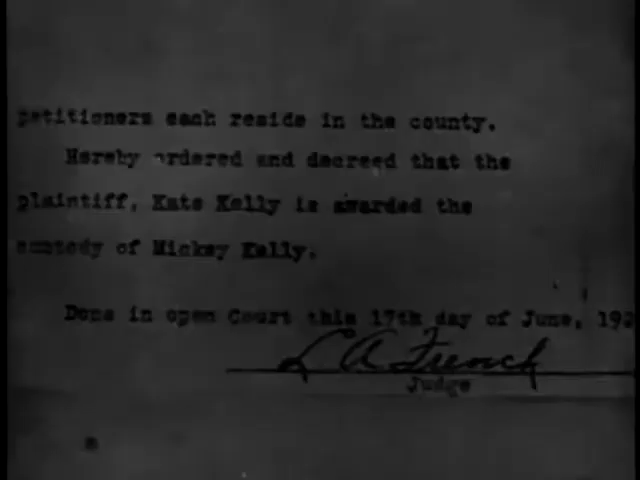 petitioners each reside in the county.
Hereby ordered and decreed that the
plaintiff, Kate Kelly is awarded the
custody of Mickey Kelly.
Done in open Court this 17th day of June, 192
L A French
Judge